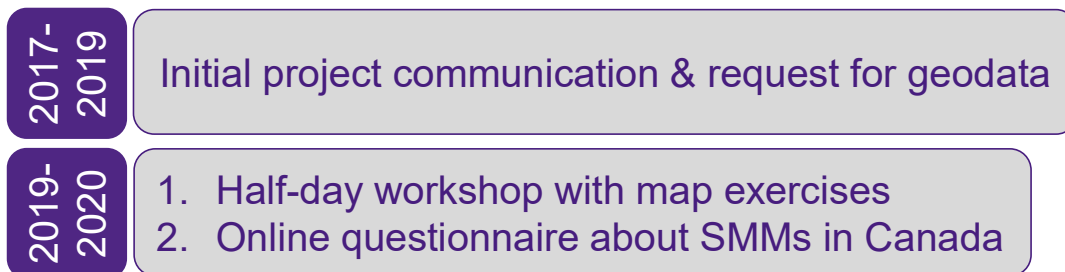 2017-
2019
Initial project communication & request for geodata
2019-
2020
1. Half-day workshop with map exercises
2. Online questionnaire about SMMs in Canada